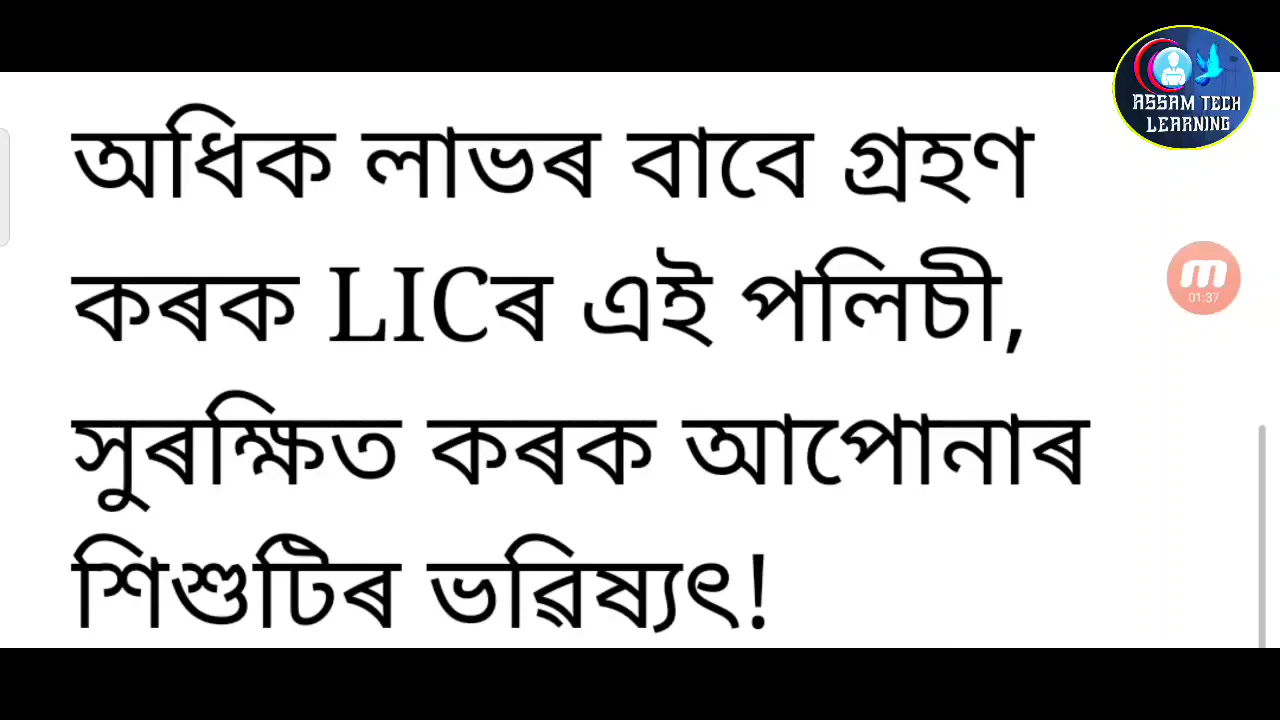 ASSAM TECH
LEARNING
অধিক লাভৰ বাবে গ্ৰহণ
কৰক LICৰ এই পলিচী,
সুৰক্ষিত কৰক আপোনাৰ
শিশুটিৰ ভৱিষ্যৎ!
01:37